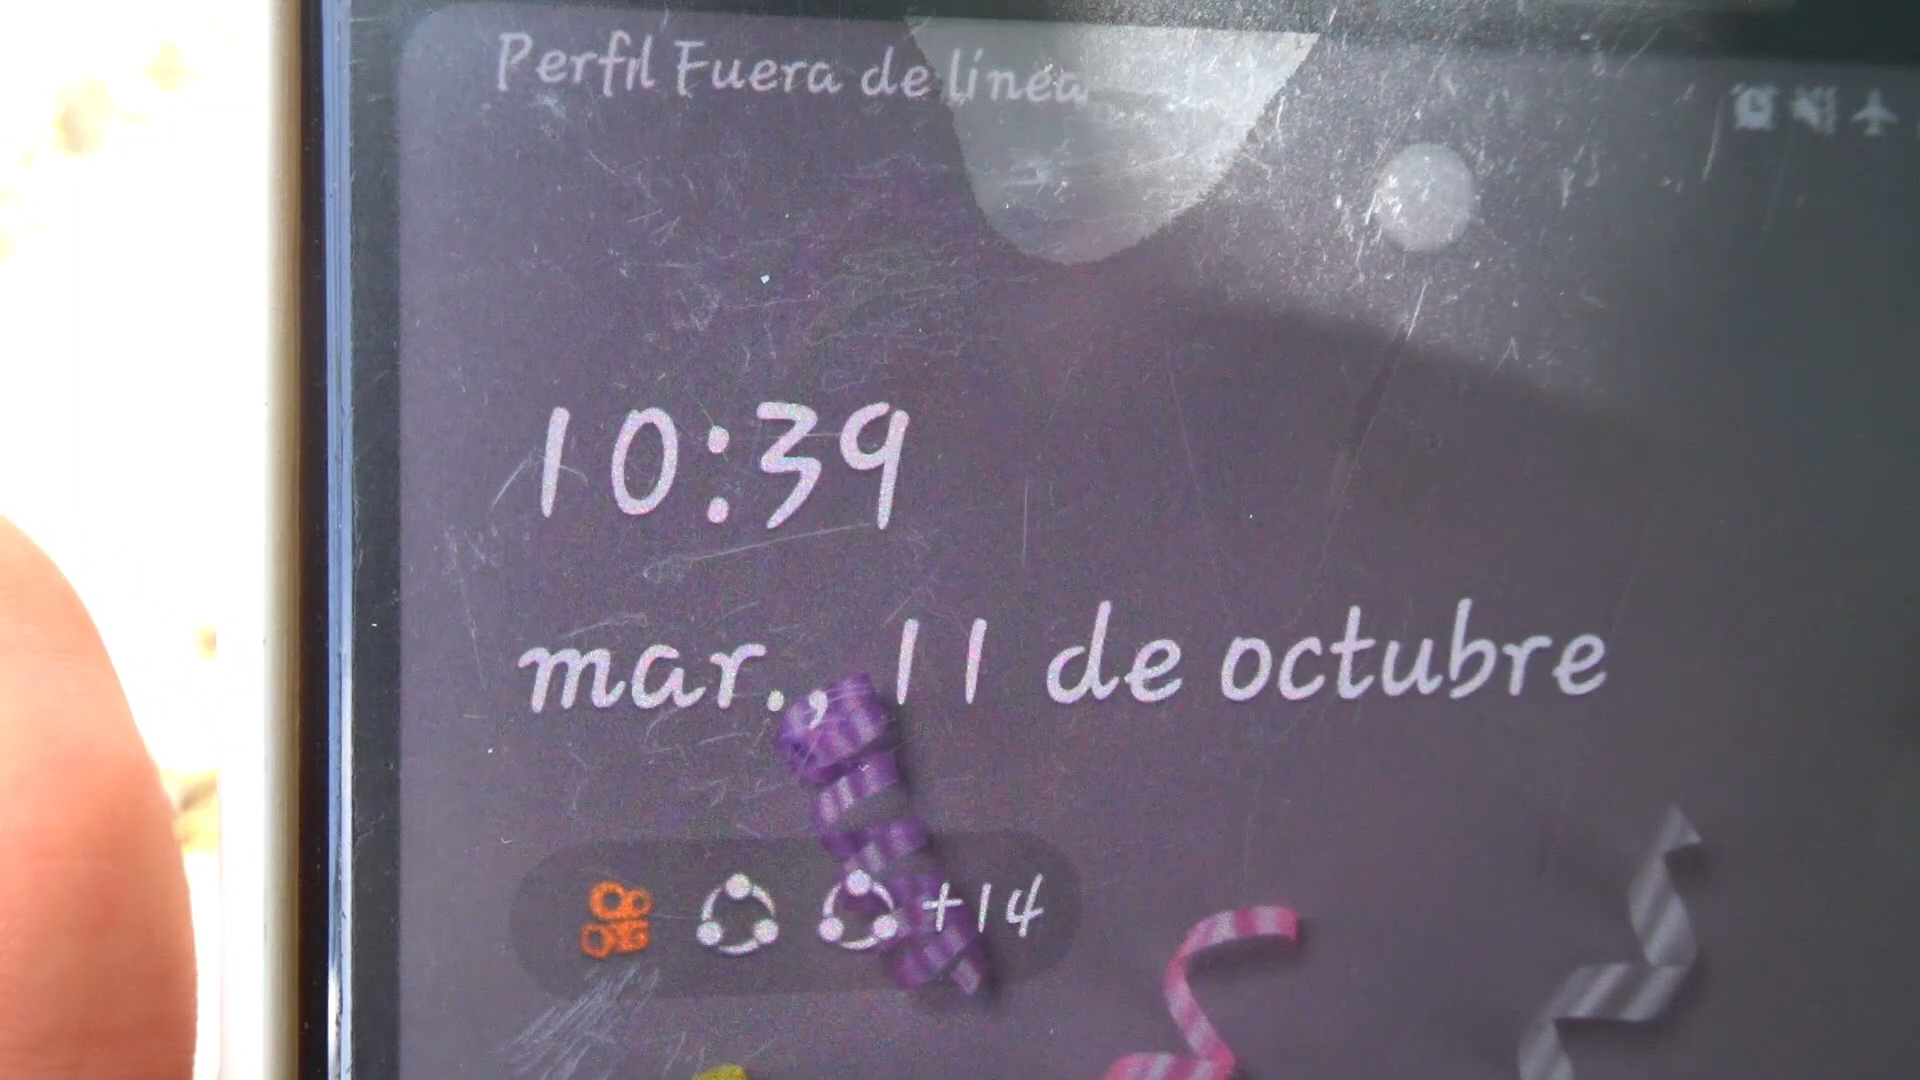 Perfil Fuera de línea
10:39
mar., 11 de octubre
+14